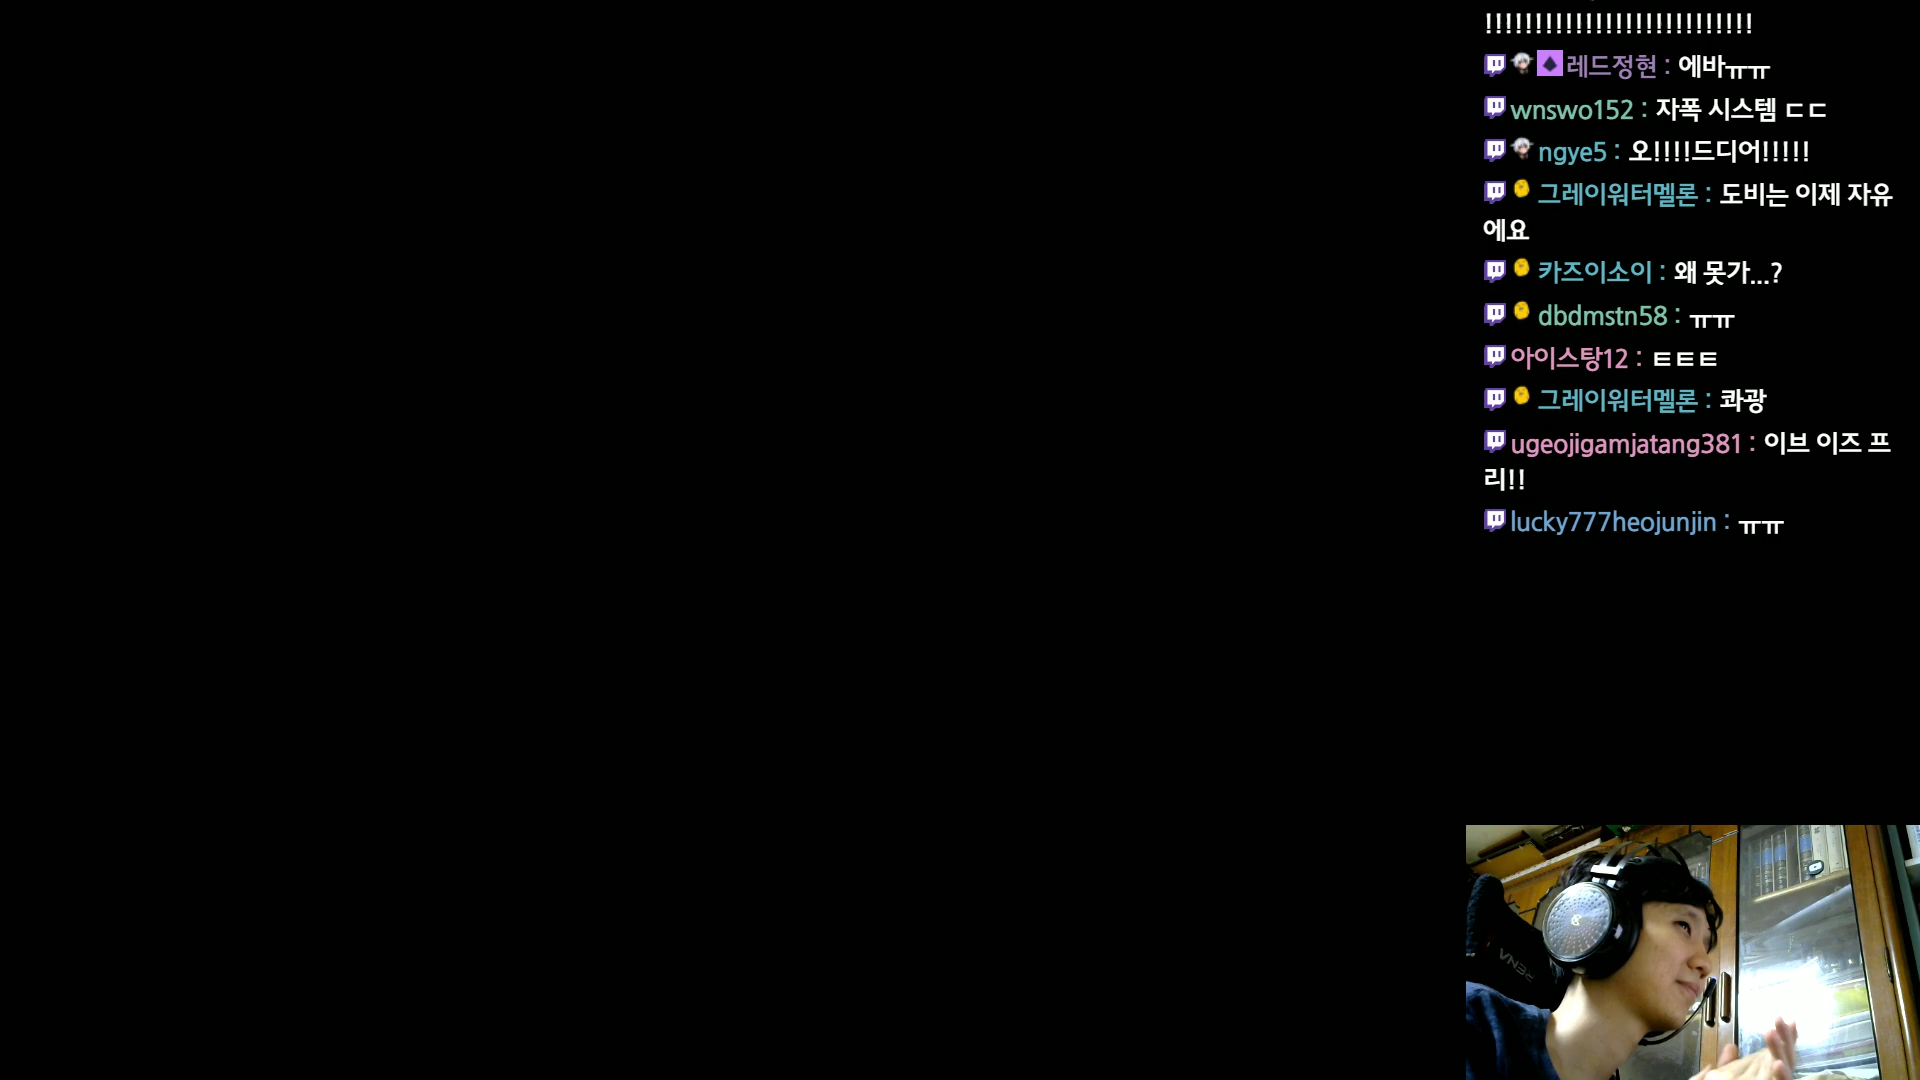 !!!!!!!!!!!!!!!!!!!!!!!!!!!
레드정현 : 에바ㅠㅠ
wnswo152 : 자폭 시스템 ㄷㄷ
ngye5 : 오!!!!드디어!!!!!
그레이워터멜론 : 도비는 이제 자유
에요
카즈이소이 : 왜 못가...?
dbdmstn58 : ㅠㅠ
아이스탕12 : ㅌㅌㅌ
그레이워터멜론 : 콰광
ugeojigamjatang381 : 이브 이즈 프
리!!
lucky777heojunjin : ㅠㅠ
RENA